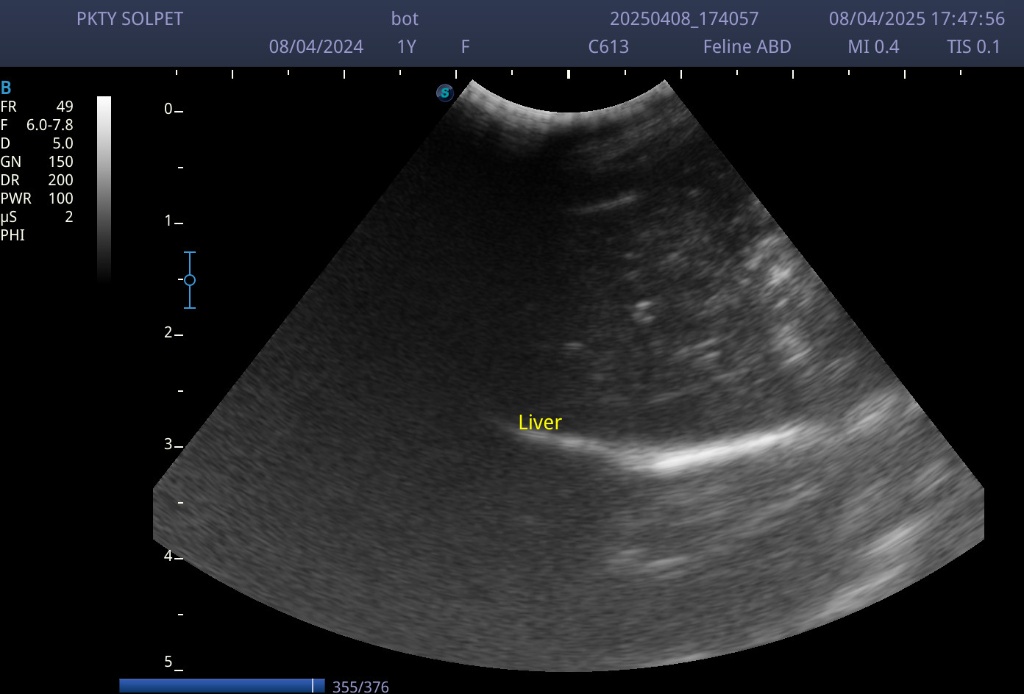 PKTY SOLPET bot 20250408_174057 08/04/2025 17:47:56
08/04/2024 1Y F C613 Feline ABD MI 0.4 TIS 0.1
B
S
FR 49
0
F 6.0-7.8
D 5.0
GN 150
DR 200
PWR 100
µS 2
1
PHI
2
Liver
3
4
5
355/376